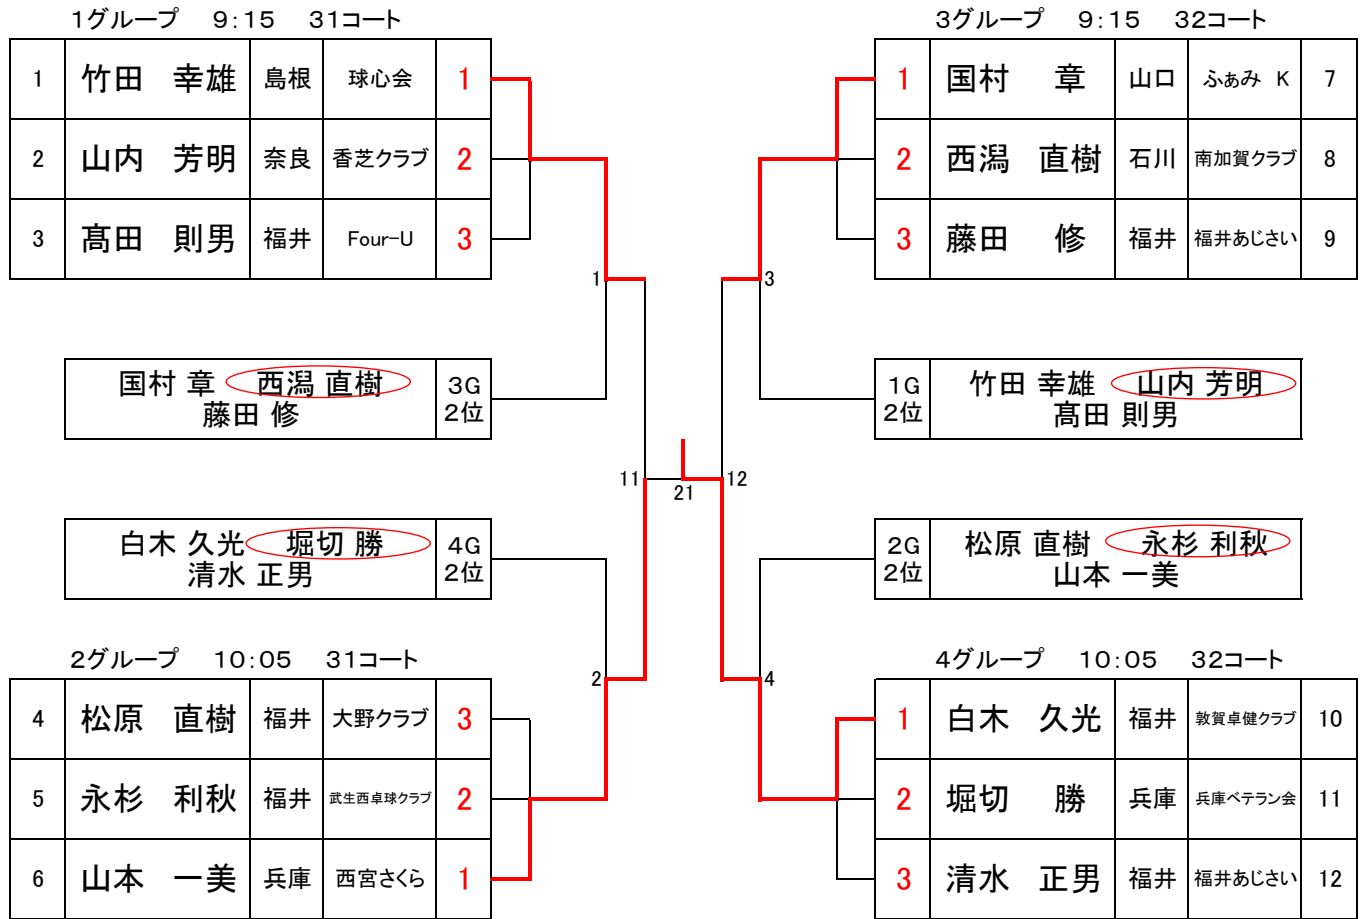 1グループ　9:15　31コート
1 竹田　幸雄 島根 球心会 1
2 山内　芳明 奈良 香芝クラブ 2
3 髙田　則男 福井 Four-U 3
3グループ　9:15　32コート
1 国村　章 山口 ふぁみ K 7
2 西潟　直樹 石川 南加賀クラブ 8
3 藤田　修 福井 福井あじさい 9
1
3
国村 章　西潟 直樹
藤田 修
3G
2位
1G
2位
竹田 幸雄　山内 芳明
髙田 則男
11
21
12
白木 久光　堀切 勝
清水 正男
4G
2位
2G
2位
松原 直樹　永杉 利秋
山本 一美
2グループ　10:05　31コート
4 松原　直樹 福井 大野クラブ 3
5 永杉　利秋 福井 武生西卓球クラブ 2
6 山本　一美 兵庫 西宮さくら 1
2
4
4グループ　10:05　32コート
1 白木　久光 福井 敦賀卓健クラブ 10
2 堀切　勝 兵庫 兵庫ベテラン会 11
3 清水　正男 福井 福井あじさい 12